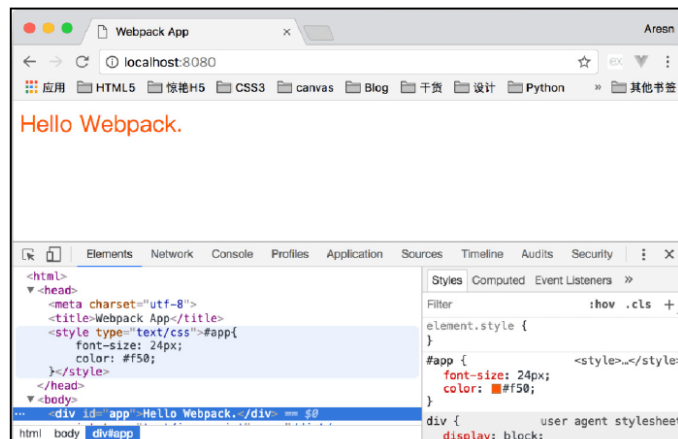 Webpack App
Aresn
localhost:8080
应用 HTML5 惊艳H5 CSS3 canvas Blog 干货 设计 Python » 其他书签
Hello Webpack.
Elements Network Console Profiles Application Sources Timeline Audits Security
<html>
<head>
<meta charset="utf-8">
<title>Webpack App</title>
<style type="text/css">#app{
font-size: 24px;
color: #f50;
}</style>
</head>
<body>
<div id="app">Hello Webpack.</div> == $0
html body div#app
Styles Computed Event Listeners »
Filter :hov .cls +
element.style {
}
#app { <style>…</style>
font-size: 24px;
color: #f50;
}
div { user agent stylesheet
display: block;